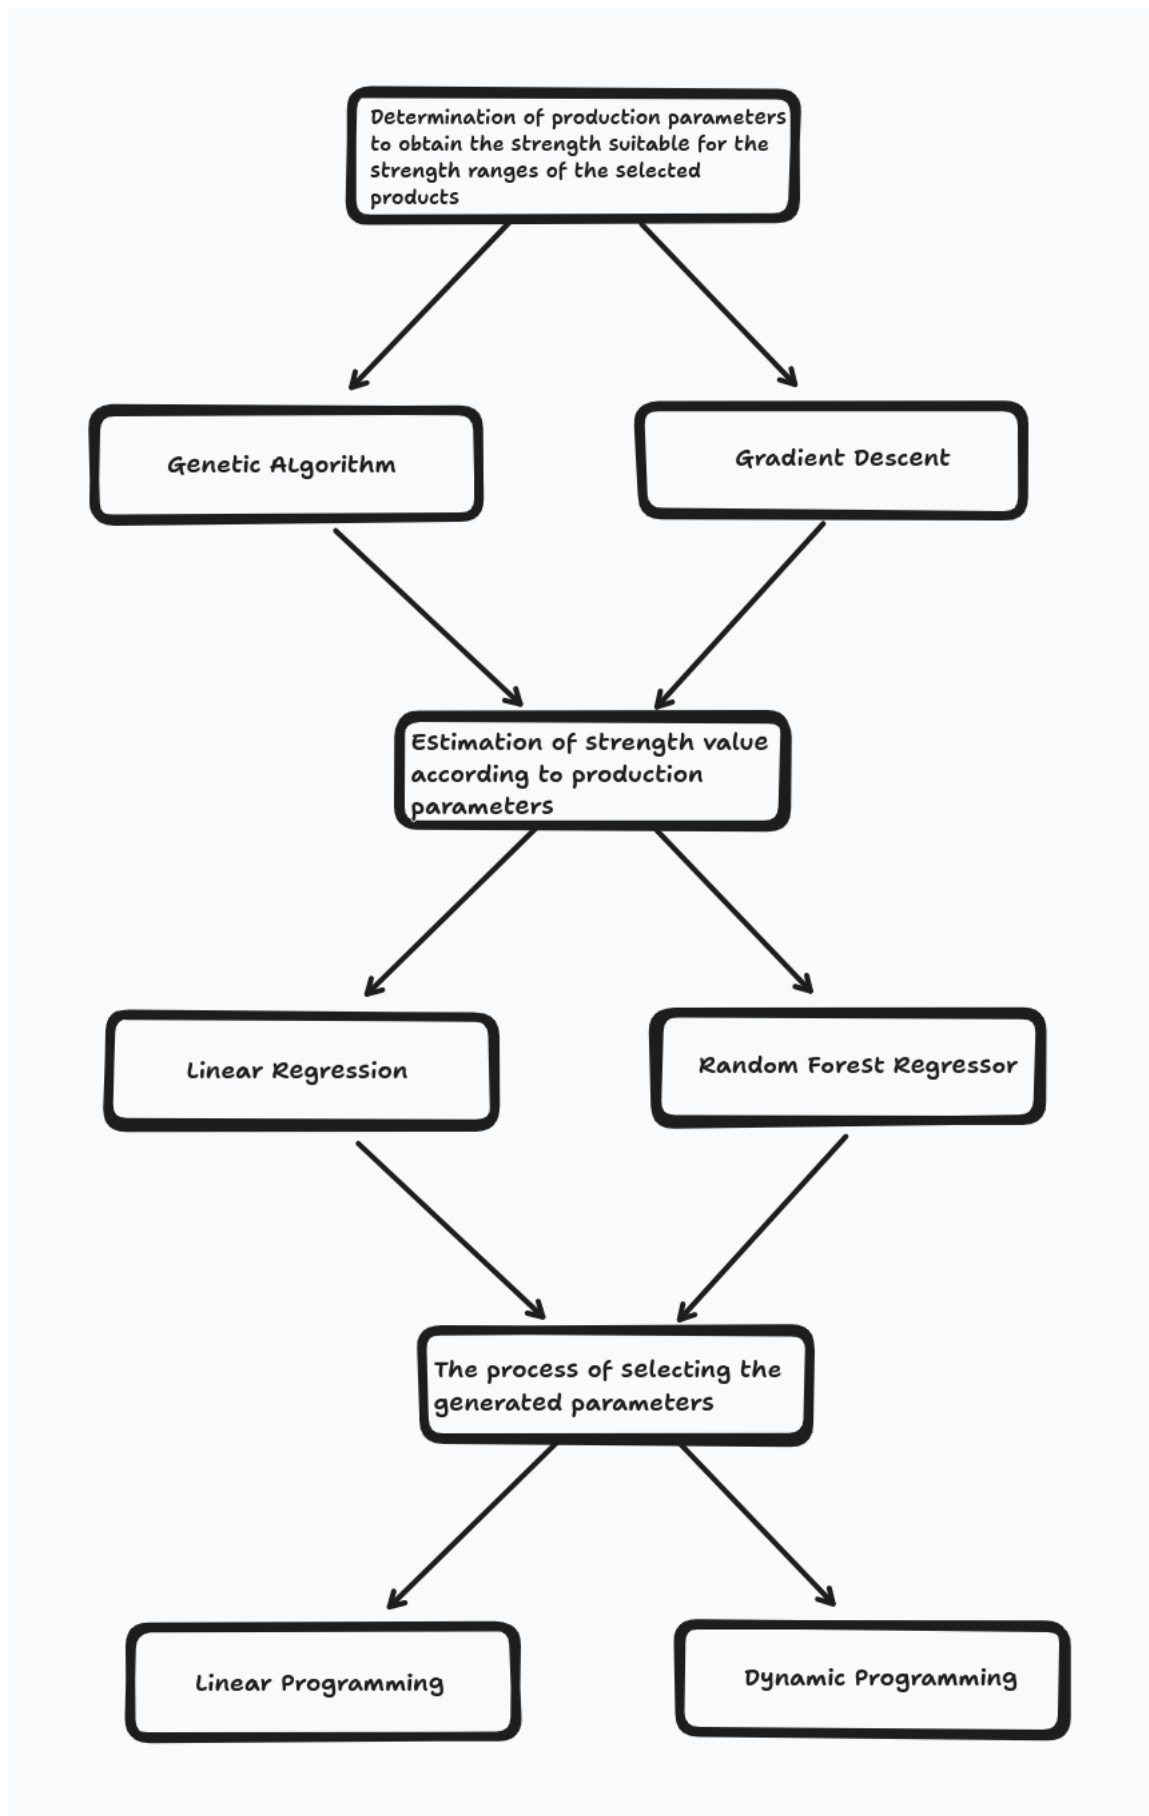 Determination of production parameters
to obtain the strength suitable for the
strength ranges of the selected
products
Genetic Algorithm
Gradient Descent
Estimation of strength value
according to production
parameters
Linear Regression
Random Forest Regressor
The process of selecting the
generated parameters
Linear Programming
Dynamic Programming